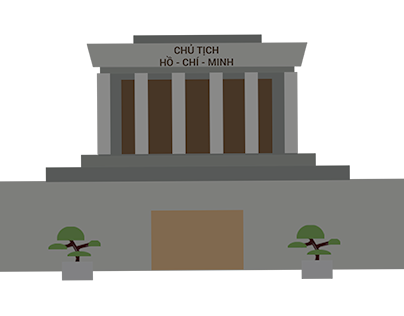 CHỦ TỊCH
HỒ - CHÍ - MINH